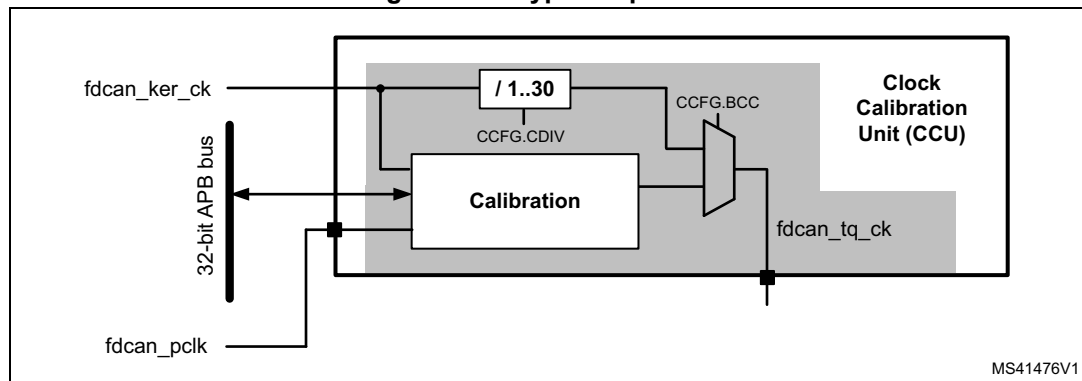 fdcan_ker_ck
/ 1..30
CCFG.CDIV
CCFG.BCC
Clock
Calibration
Unit (CCU)
32-bit APB bus
Calibration
fdcan_tq_ck
fdcan_pclk
MS41476V1